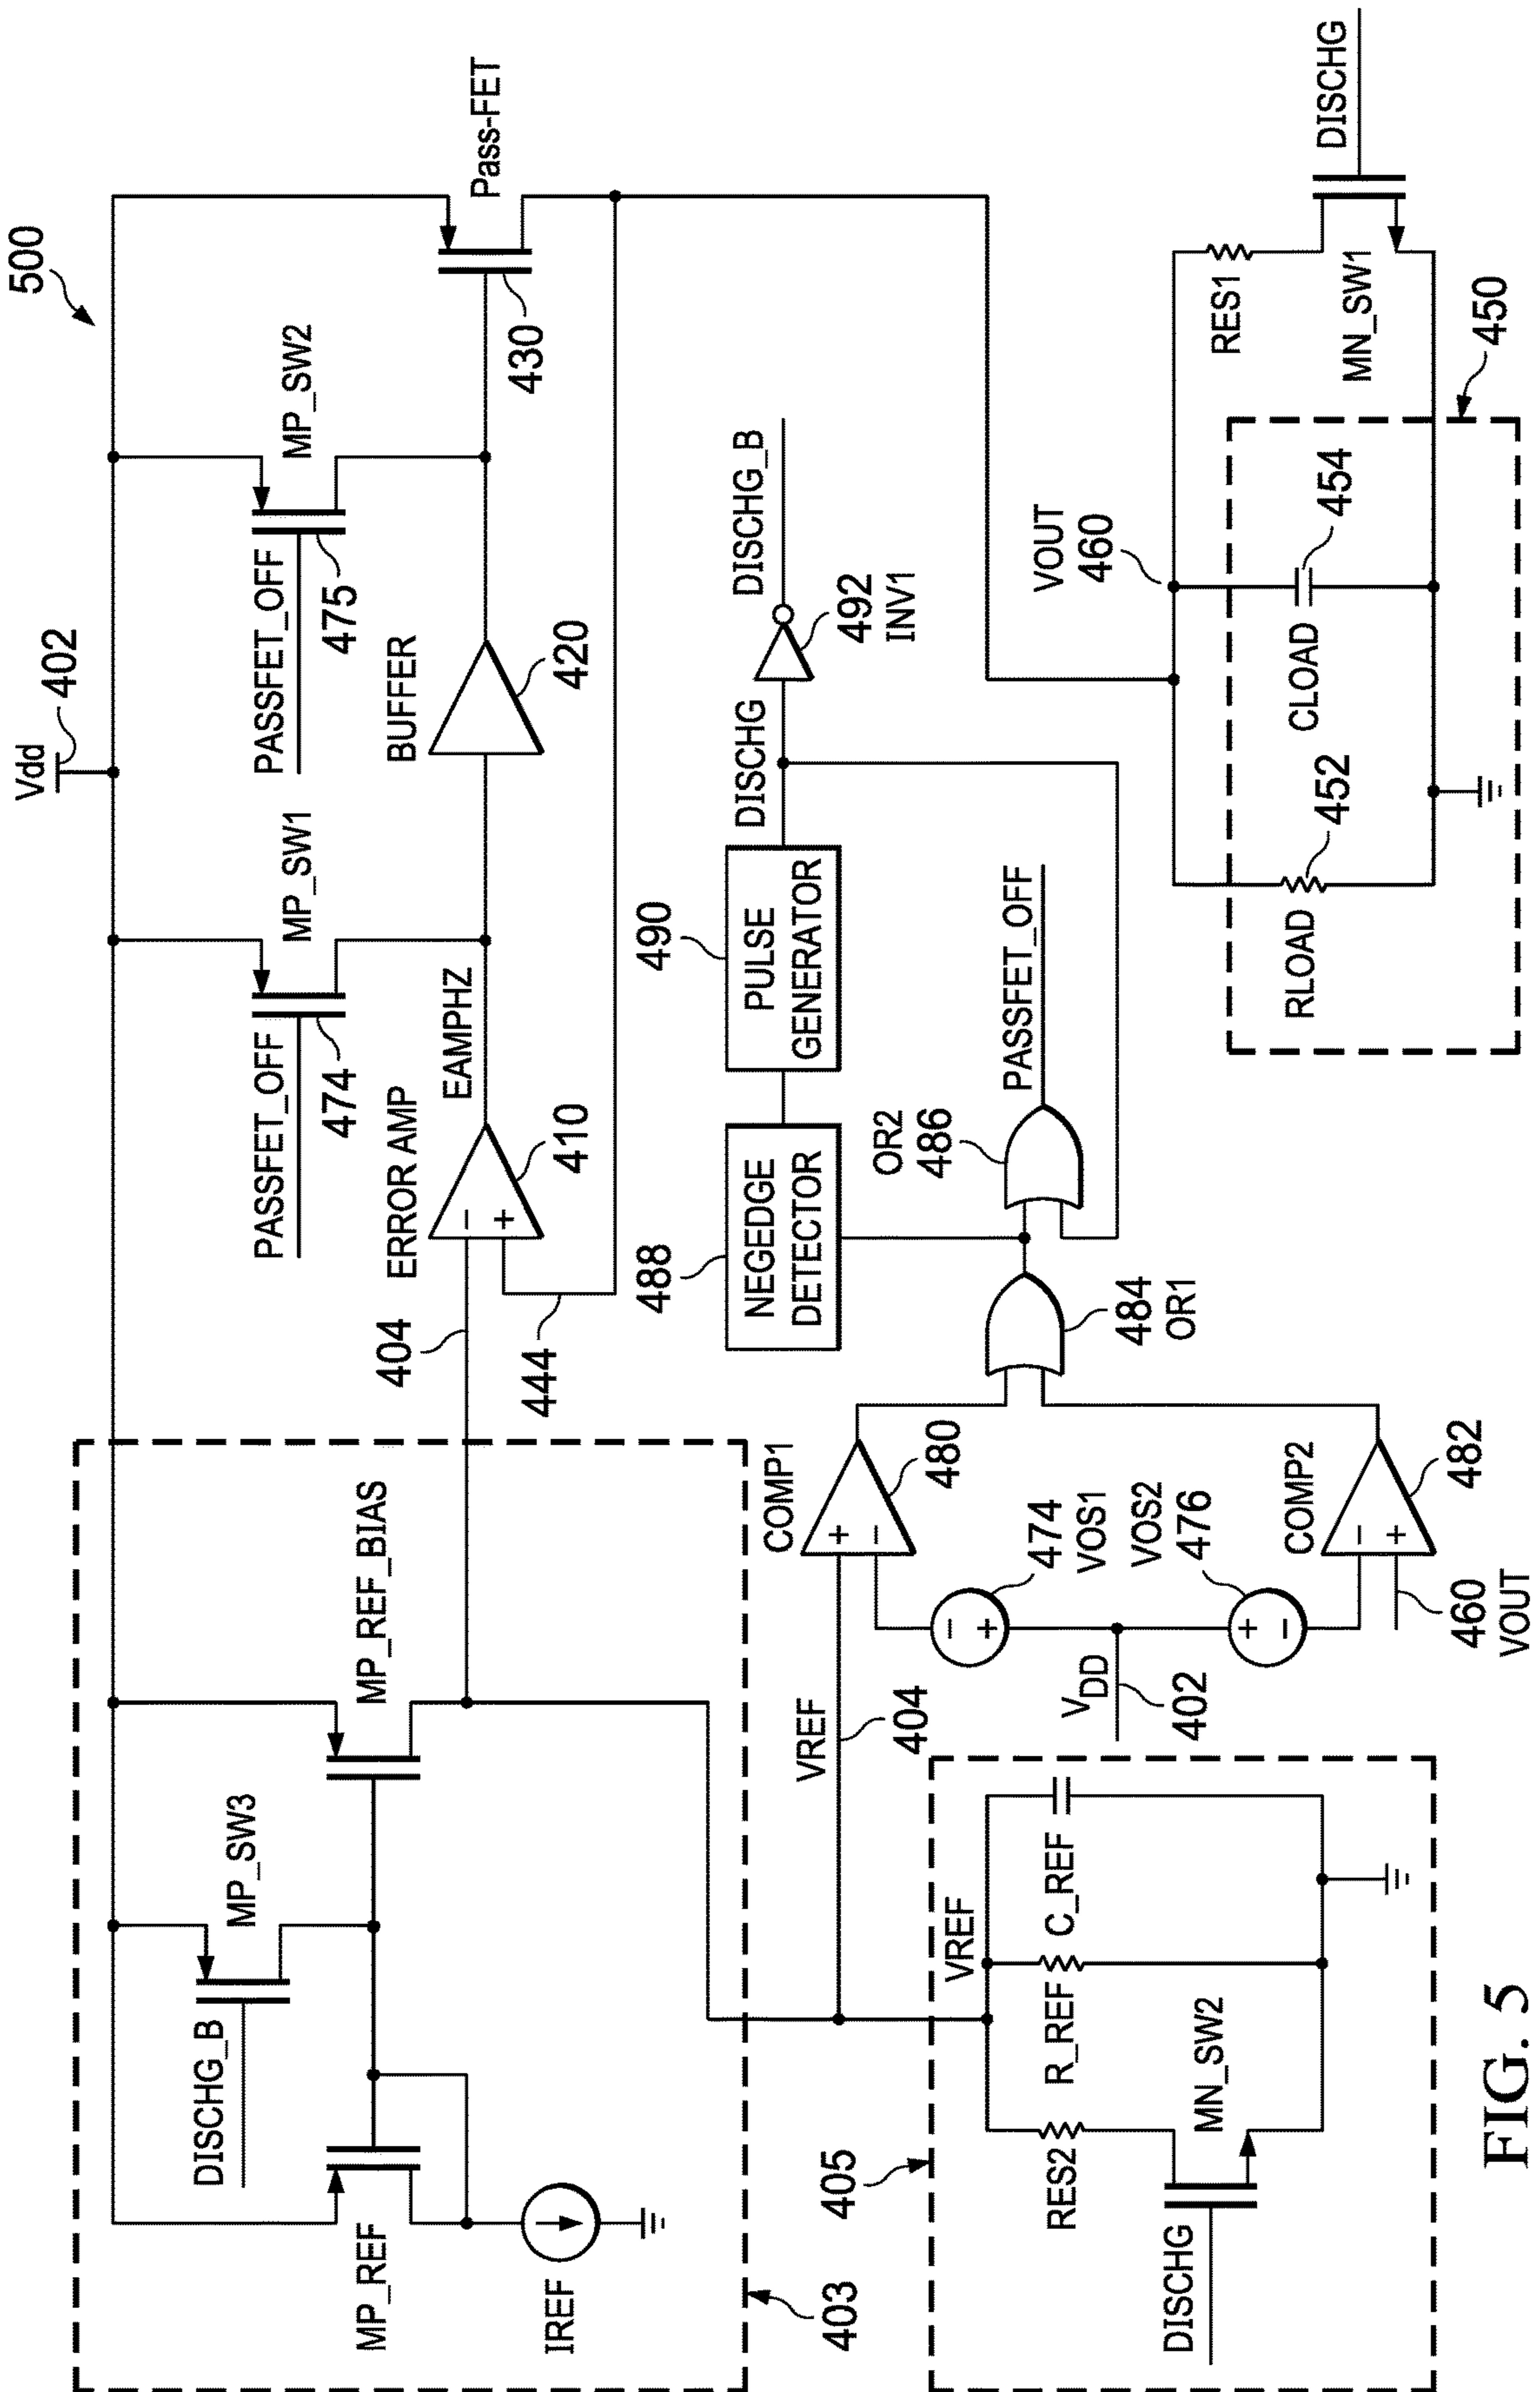 500
Vdd
402
PASSFET_OFF
MP_SW1
474
PASSFET_OFF
MP_SW2
475
Pass-FET
430
MP_SW3
DISCHG_B
MP_REF
MP_REF_BIAS
IREF
403
404
ERROR AMP
-
+
EAMPHZ
410
444
BUFFER
420
488
NEGEDGE
DETECTOR
490
PULSE
GENERATOR
DISCHG
DISCHG_B
492
INV1
COMP1
+
-
480
VREF
404
474
VOS1
-
+
VDD
402
VOS2
476
+
-
COMP2
-
+
482
460
VOUT
484
OR1
OR2
486
PASSFET_OFF
405
VREF
RES2
R_REF
C_REF
MN_SW2
DISCHG
VOUT
460
RLOAD
452
CLOAD
454
450
RES1
MN_SW1
DISCHG
FIG. 5